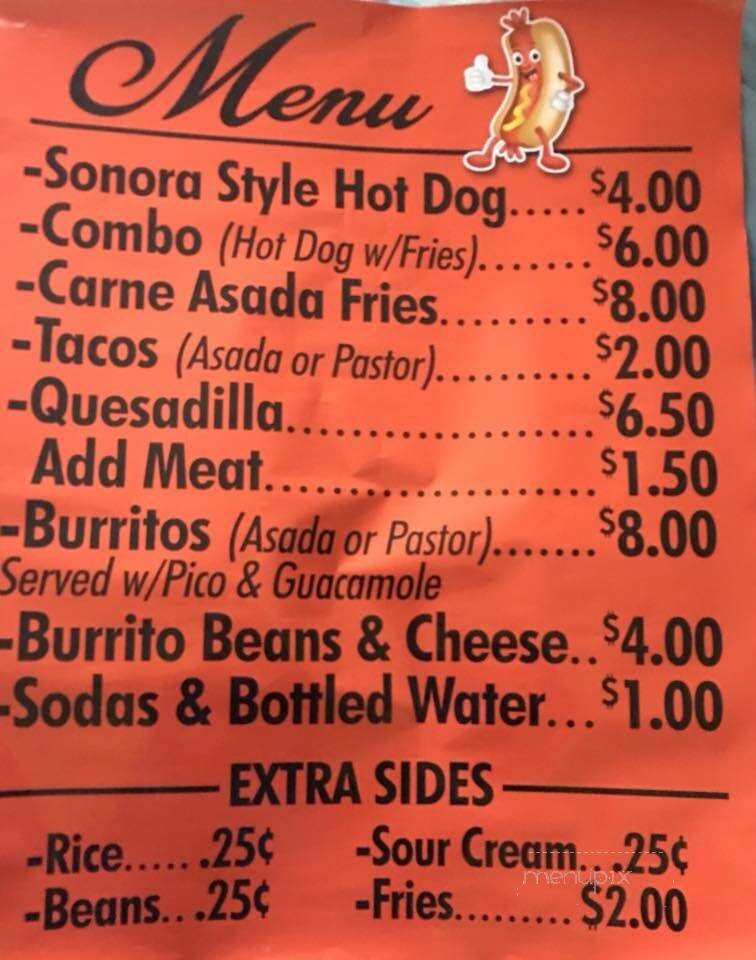 Menu
-Sonora Style Hot Dog.....$4.00
-Combo (Hot Dog w/Fries).......$6.00
-Carne Asada Fries.........$8.00
-Tacos (Asada or Pastor)..........$2.00
-Quesadilla...................$6.50
Add Meat....................$1.50
-Burritos (Asada or Pastor).......$8.00
Served w/Pico & Guacamole
-Burrito Beans & Cheese..$4.00
-Sodas & Bottled Water...$1.00
EXTRA SIDES
-Rice..... .25¢ -Sour Cream...25¢
menupix
-Beans.. .25¢ -Fries......... $2.00